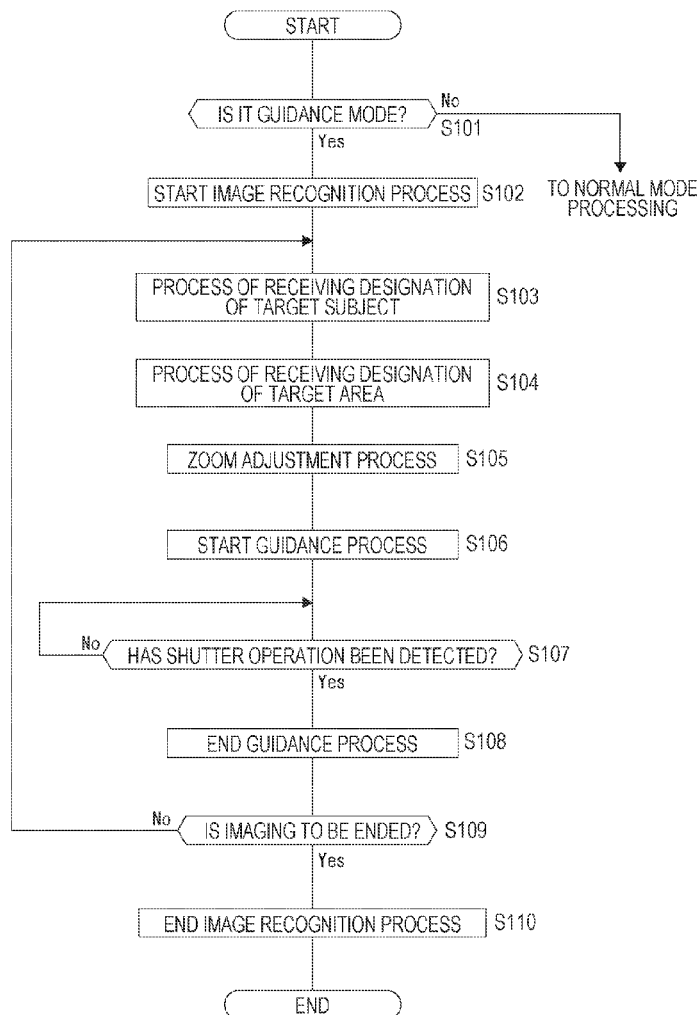 START
IS IT GUIDANCE MODE?
No
S101
Yes
START IMAGE RECOGNITION PROCESS
S102
TO NORMAL MODE
PROCESSING
PROCESS OF RECEIVING DESIGNATION
OF TARGET SUBJECT
S103
PROCESS OF RECEIVING DESIGNATION
OF TARGET AREA
S104
ZOOM ADJUSTMENT PROCESS
S105
START GUIDANCE PROCESS
S106
No
HAS SHUTTER OPERATION BEEN DETECTED?
S107
Yes
END GUIDANCE PROCESS
S108
No
IS IMAGING TO BE ENDED?
S109
Yes
END IMAGE RECOGNITION PROCESS
S110
END